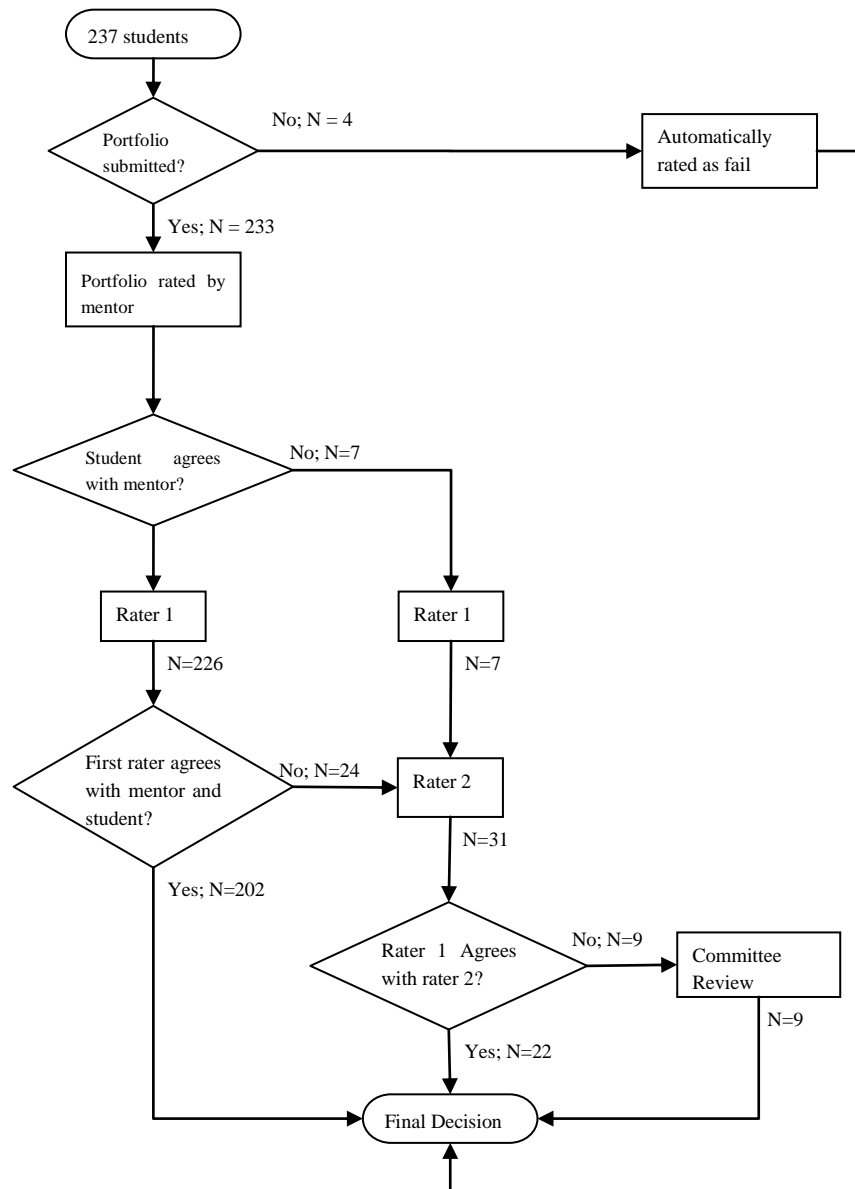 237 students
No; N = 4
Portfolio
submitted?
Automatically
rated as fail
Yes; N = 233
Portfolio rated by
mentor
Student agrees
with mentor?
No; N=7
Rater 1
Rater 1
N=226
N=7
First rater agrees
with mentor and
student?
No; N=24
Rater 2
N=31
Yes; N=202
Rater 1 Agrees
with rater 2?
No; N=9
Committee
Review
N=9
Yes; N=22
Final Decision